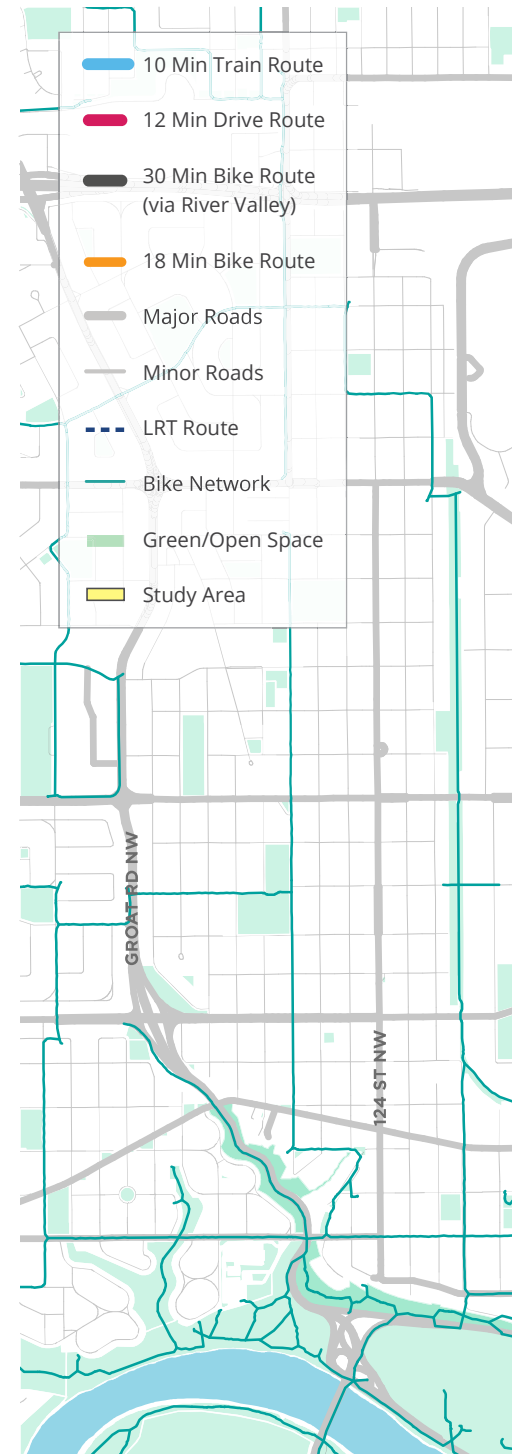 10 Min Train Route
12 Min Drive Route
30 Min Bike Route
(via River Valley)
18 Min Bike Route
Major Roads
Minor Roads
LRT Route
Bike Network
Green/Open Space
Study Area
GROAT RD NW
124 ST NW